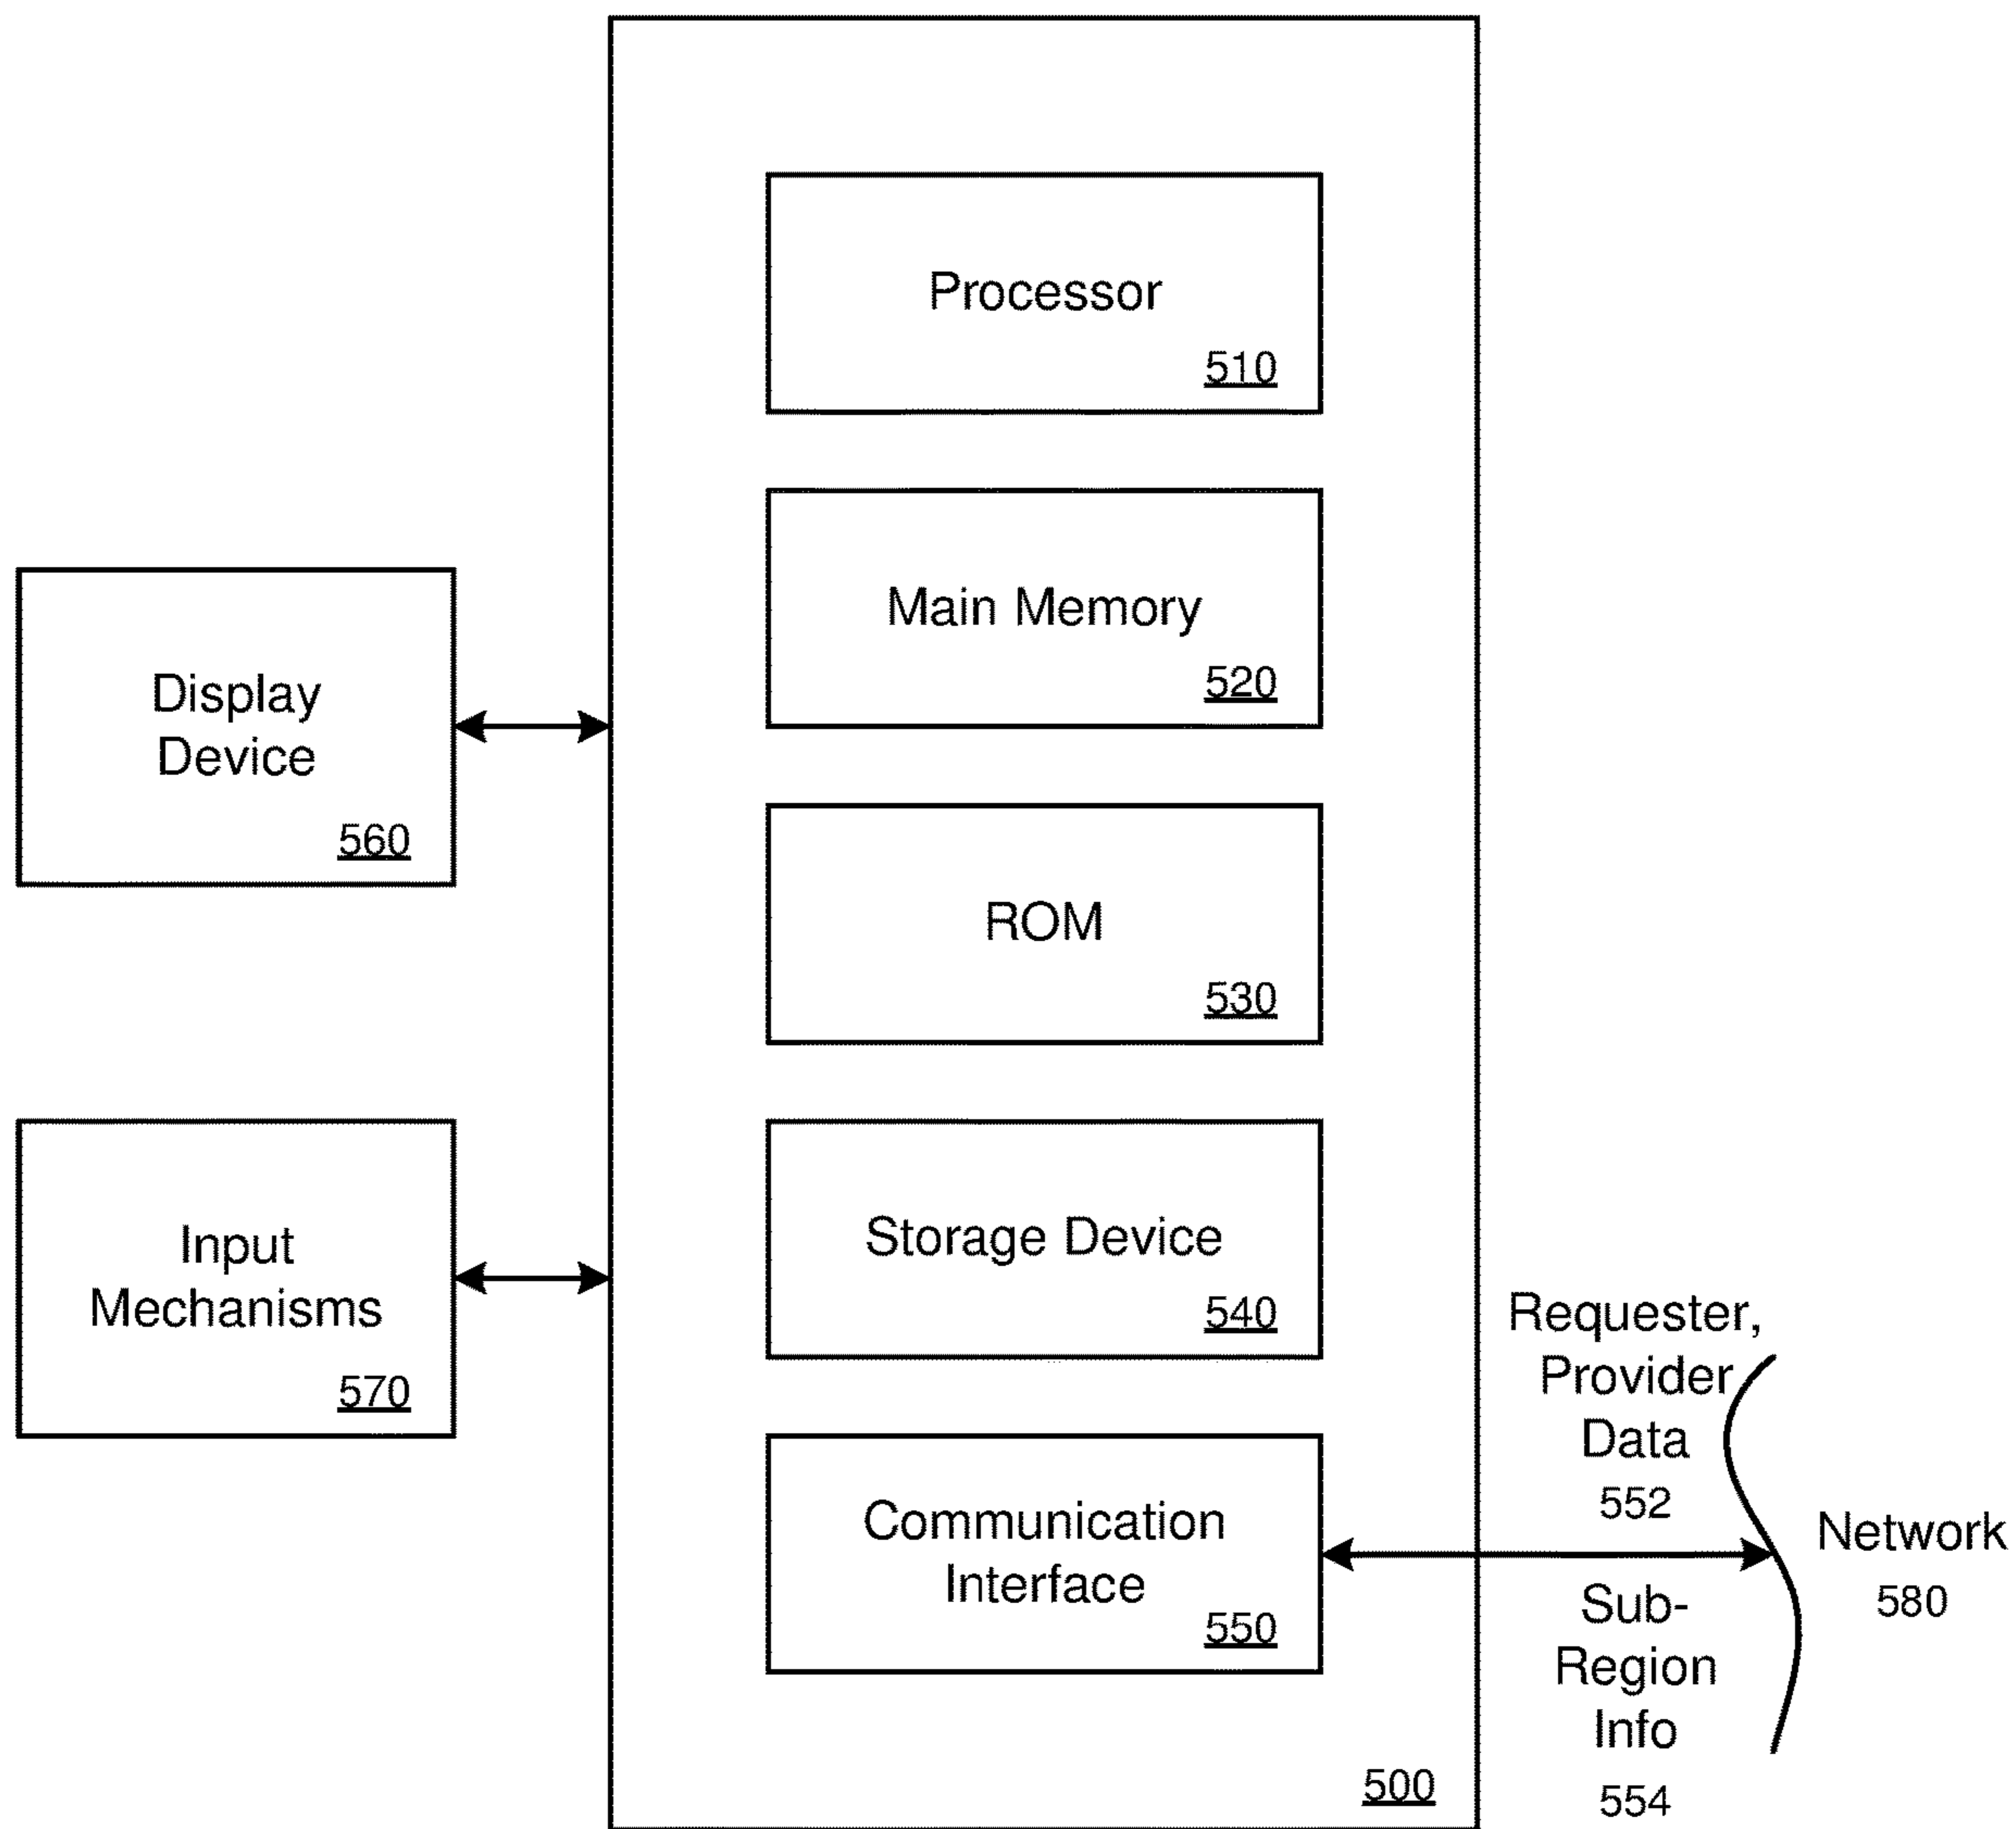 Processor
510
Main Memory
520
Display
Device
560
ROM
530
Input
Mechanisms
570
Storage Device
540
Communication
Interface
550
Requester,
Provider
Data
552
Sub-
Region
Info
554
Network
580
500